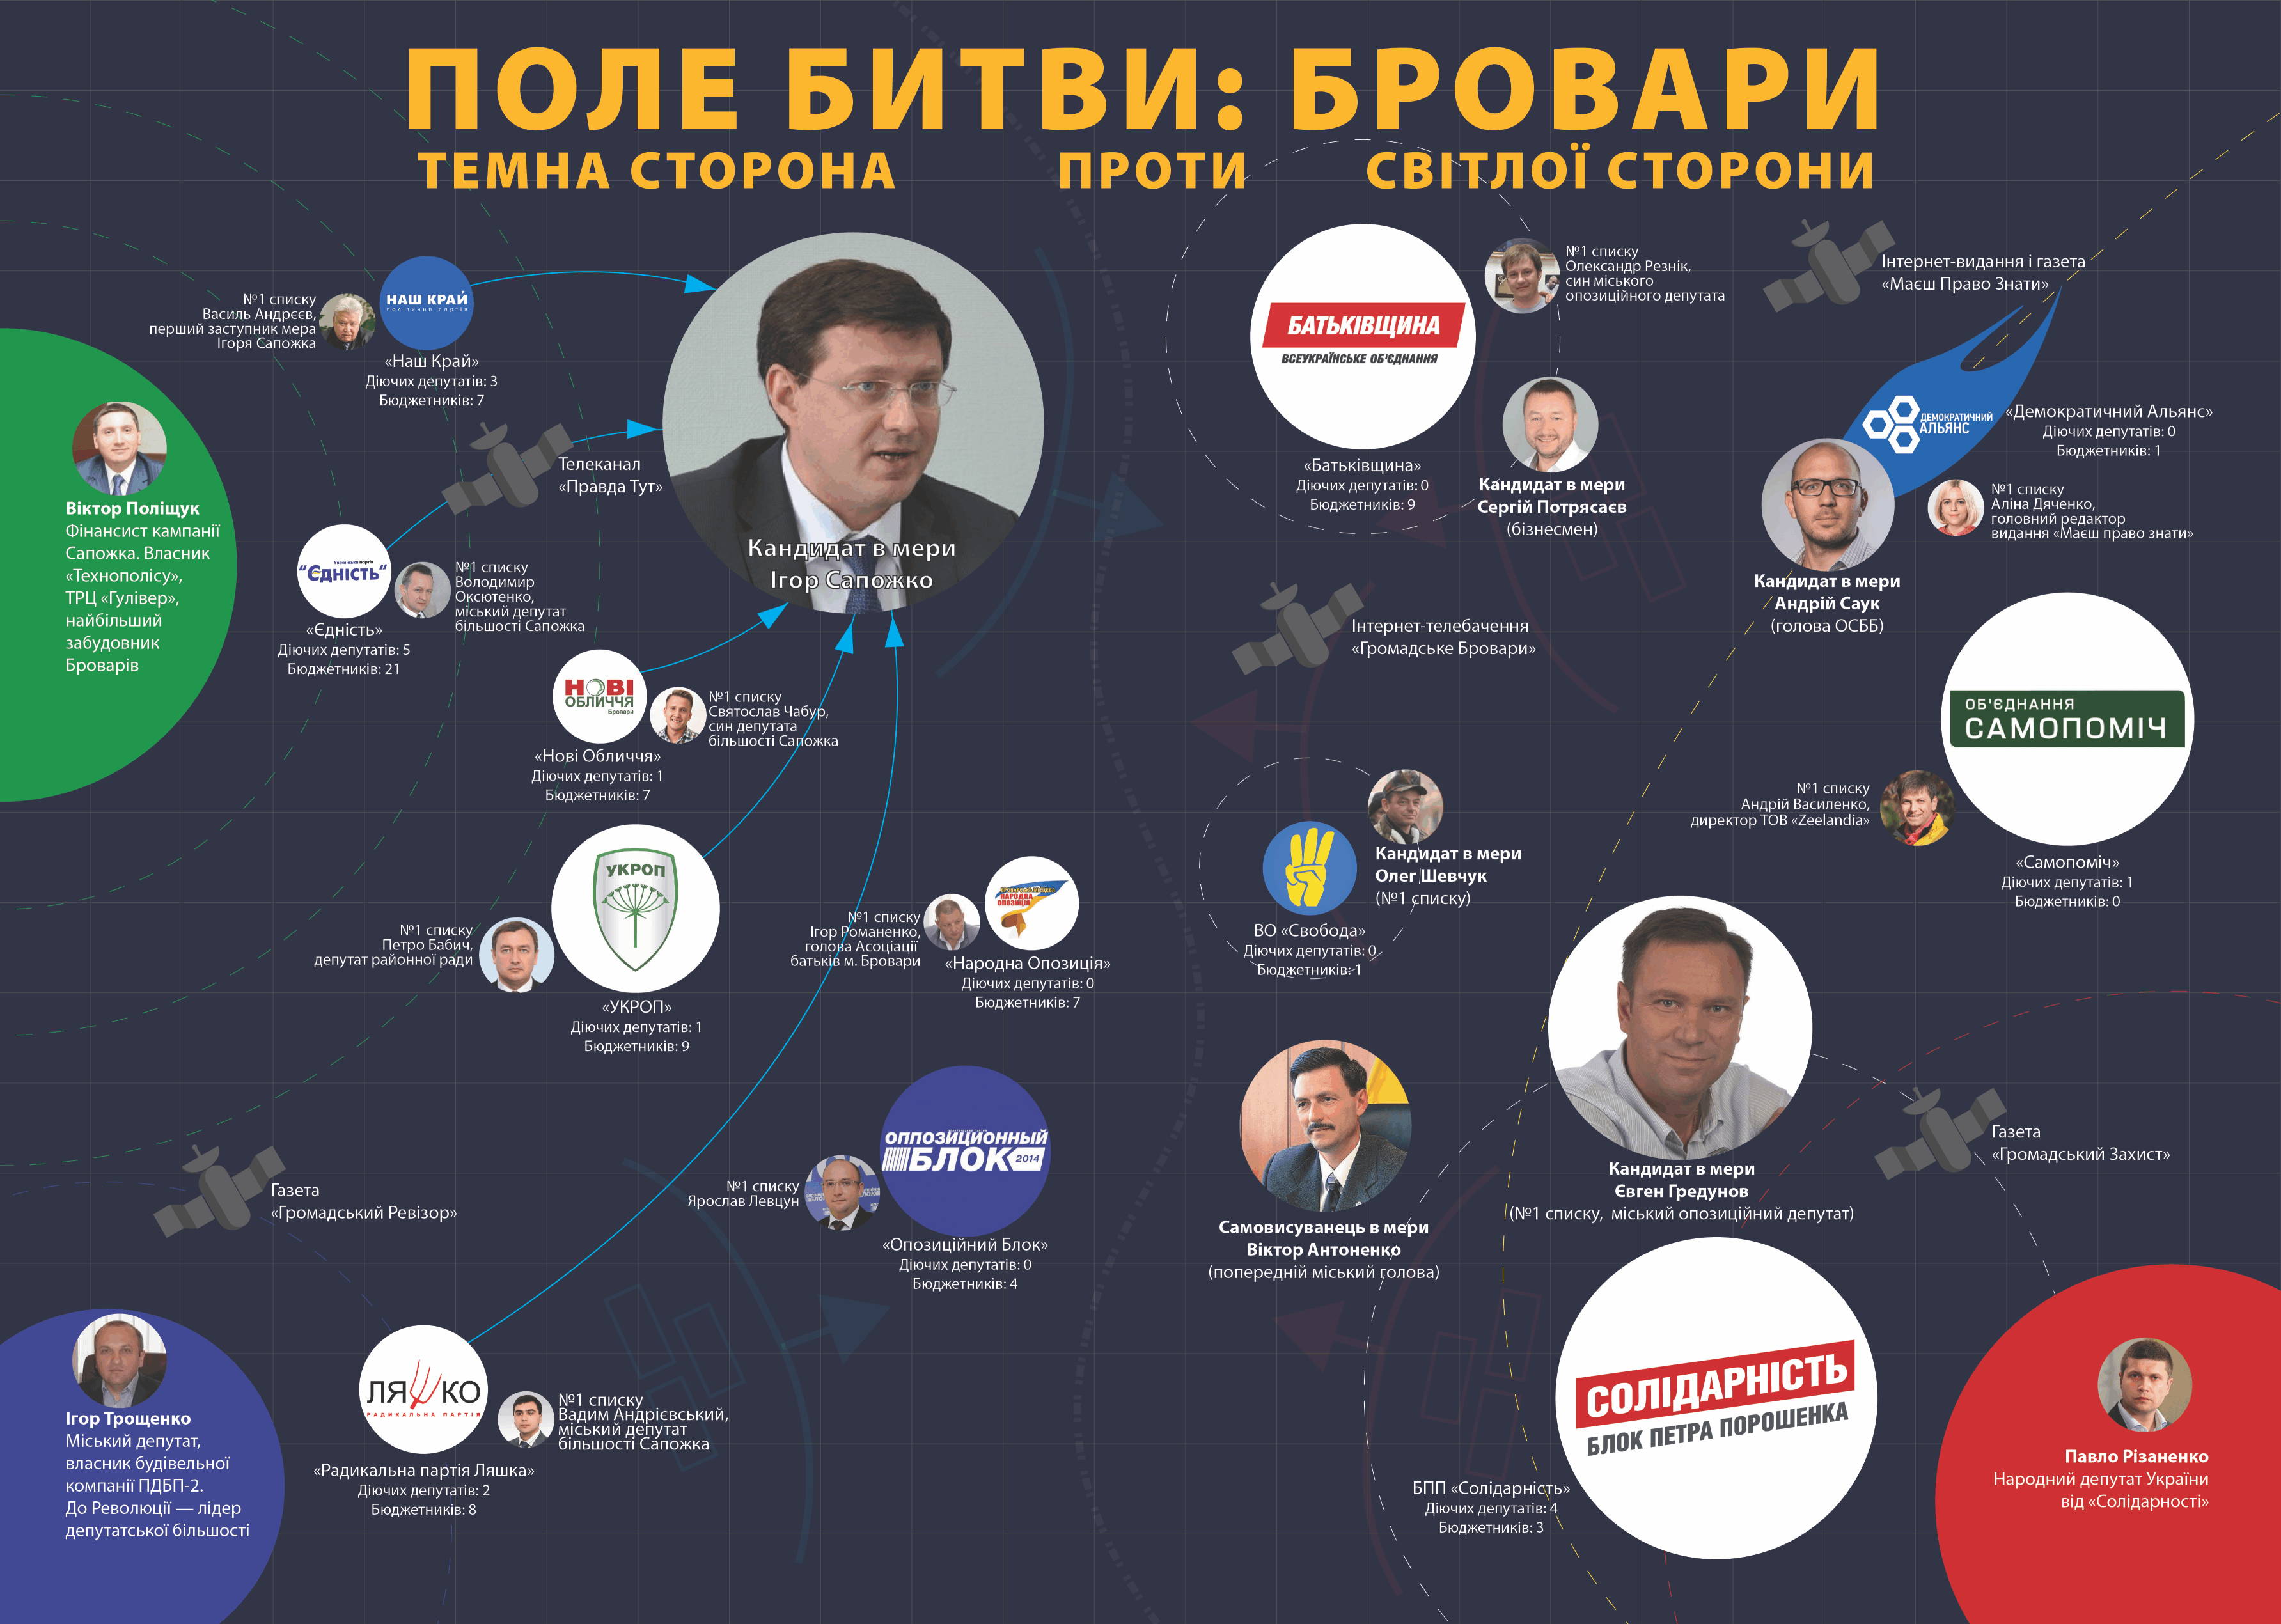 ПОЛЕ БИТВИ: БРОВАРИ
ТЕМНА СТОРОНА ПРОТИ СВІТЛОЇ СТОРОНИ
№1 списку
Василь Андрєєв,
перший заступник мера
Ігоря Сапожка
НАШ КРАЙ
політична партія
«Наш Край»
Діючих депутатів: 3
Бюджетників: 7
Віктор Поліщук
Фінансист кампанії
Сапожка. Власник
«Технополісу»,
ТРЦ «Гулівер»,
найбільший
забудовник
Броварів
Телеканал
«Правда Тут»
Кандидат в мери
Ігор Сапожко
Українська партія
"ЄДНІСТЬ"
№1 списку
Володимир
Оксютенко,
міський депутат
більшості Сапожка
«Єдність»
Діючих депутатів: 5
Бюджетників: 21
НОВІ
ОБЛИЧЧЯ
Бровари
№1 списку
Святослав Чабур,
син депутата
більшості Сапожка
«Нові Обличчя»
Діючих депутатів: 1
Бюджетників: 7
УКРОП
№1 списку
Петро Бабич,
депутат районної ради
«УКРОП»
Діючих депутатів: 1
Бюджетників: 9
№1 списку
Ігор Романенко,
голова Асоціації
батьків м. Бровари
НАРОДНА
ОПОЗИЦІЯ
«Народна Опозиція»
Діючих депутатів: 0
Бюджетників: 7
ОППОЗИЦИОННЫЙ
БЛОК 2014
№1 списку
Ярослав Левцун
«Опозиційний Блок»
Діючих депутатів: 0
Бюджетників: 4
Газета
«Громадський Ревізор»
Ігор Трощенко
Міський депутат,
власник будівельної
компанії ПДБП-2.
До Революції — лідер
депутатської більшості
ЛЯШКО
РАДИКАЛЬНА ПАРТІЯ
№1 списку
Вадим Андрієвський,
міський депутат
більшості Сапожка
«Радикальна партія Ляшка»
Діючих депутатів: 2
Бюджетників: 8
БАТЬКІВЩИНА
ВСЕУКРАЇНСЬКЕ ОБ'ЄДНАННЯ
№1 списку
Олександр Резнік,
син міського
опозиційного депутата
«Батьківщина»
Діючих депутатів: 0
Бюджетників: 9
Кандидат в мери
Сергій Потрясаєв
(бізнесмен)
Інтернет-видання і газета
«Маєш Право Знати»
ДЕМОКРАТИЧНИЙ
АЛЬЯНС
«Демократичний Альянс»
Діючих депутатів: 0
Бюджетників: 1
№1 списку
Аліна Дяченко,
головний редактор
видання «Маєш право знати»
Кандидат в мери
Андрій Саук
(голова ОСББ)
Інтернет-телебачення
«Громадське Бровари»
ОБ'ЄДНАННЯ
САМОПОМІЧ
№1 списку
Андрій Василенко,
директор ТОВ «Zeelandia»
«Самопоміч»
Діючих депутатів: 1
Бюджетників: 0
Кандидат в мери
Олег Шевчук
(№1 списку)
ВО «Свобода»
Діючих депутатів: 0
Бюджетників: 1
Самовисуванець в мери
Віктор Антоненко
(попередній міський голова)
Кандидат в мери
Євген Гредунов
(№1 списку, міський опозиційний депутат)
Газета
«Громадський Захист»
СОЛІДАРНІСТЬ
БЛОК ПЕТРА ПОРОШЕНКА
БПП «Солідарність»
Діючих депутатів: 4
Бюджетників: 3
Павло Різаненко
Народний депутат України
від «Солідарності»